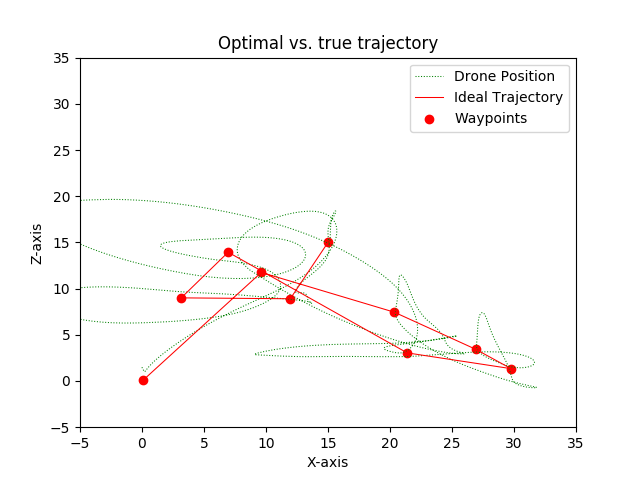 Optimal vs. true trajectory
Drone Position
Ideal Trajectory
Waypoints
Z-axis
35
30
25
20
15
10
5
0
−5
−5 0 5 10 15 20 25 30 35
X-axis